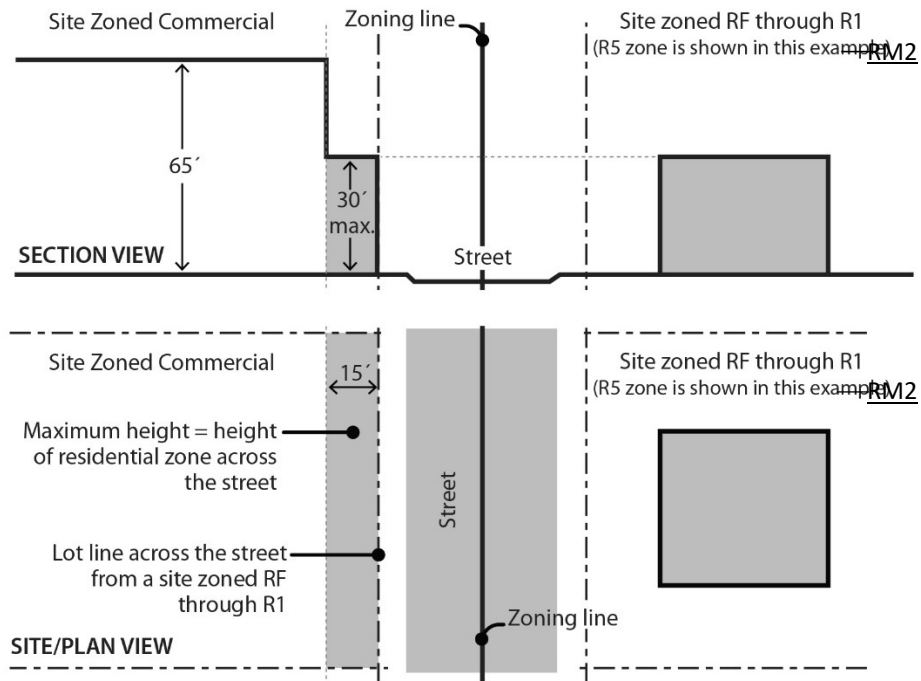 Site Zoned Commercial
Zoning line
Site zoned RF through R1
(R5 zone is shown in this example) RM2
65´
30´
max.
SECTION VIEW
Street
Site Zoned Commercial
Site zoned RF through R1
(R5 zone is shown in this example) RM2
15´
Maximum height = height
of residential zone across
the street
Street
Lot line across the street
from a site zoned RF
through R1
Zoning line
SITE/PLAN VIEW